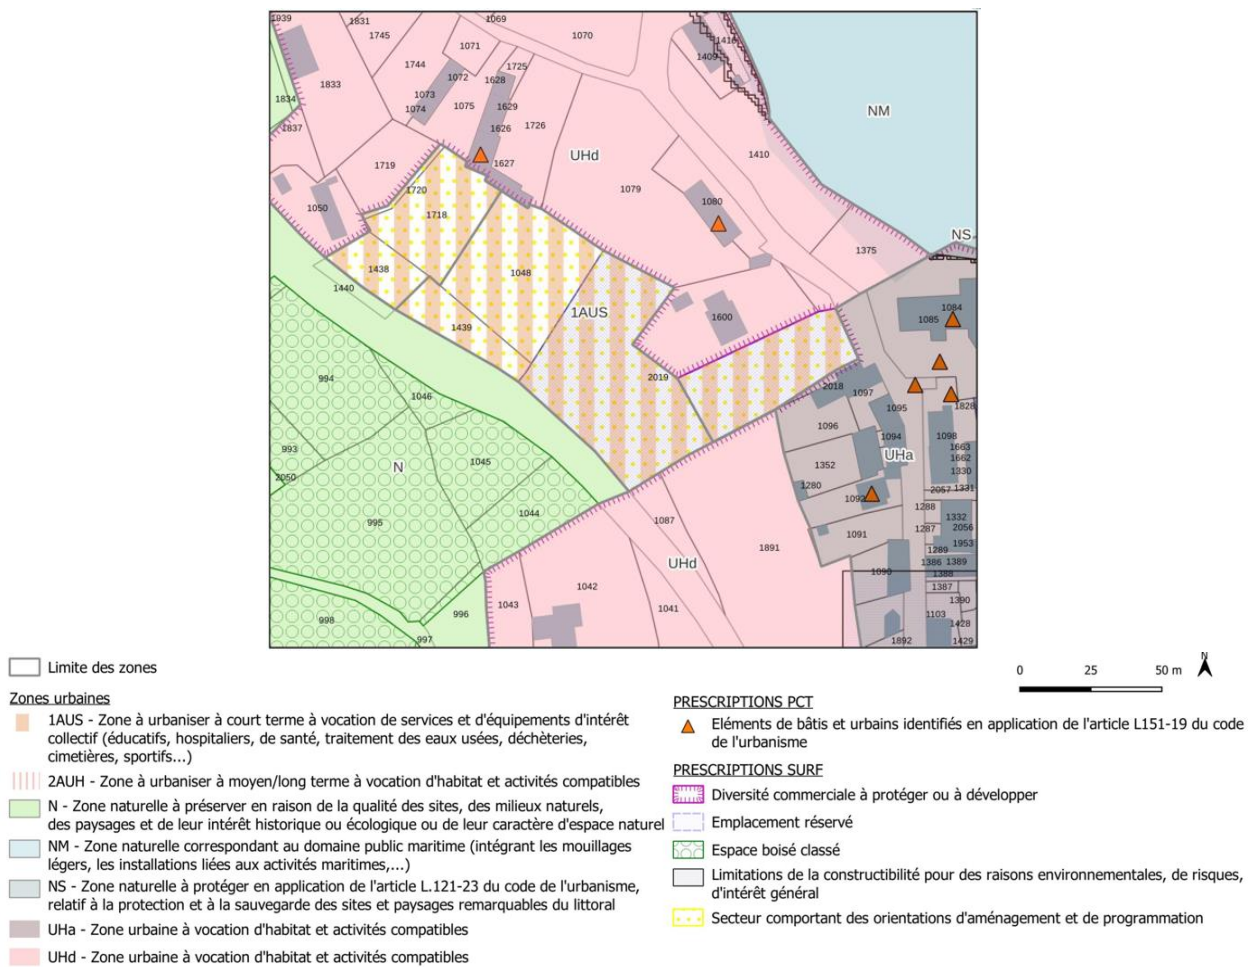 1939
1831
1745
1069
1070
1071
1744
1725
1072
1628
1833
1073
1074
1075
1629
1834
1626
1726
1837
1627
UHd
1719
1720
1718
1050
1079
1080
1410
1409
1410
NM
NS
1375
1438
1440
1048
1439
1AUS
1600
2019
1084
1085
2018
1097
1095
1828
1096
1094
1098
1663
1662
1330
UHa
1352
1280
1092
2057
1331
1288
1332
2056
1287
1091
1953
1289
1386
1389
1388
1387
1090
1390
1103
1428
1892
1429
994
1046
993
2050
N
1045
995
1044
1087
1891
UHd
1042
1043
1041
996
998
997
Limite des zones
0 25 50 m
N
Zones urbaines
1AUS - Zone à urbaniser à court terme à vocation de services et d'équipements d'intérêt
collectif (éducatifs, hospitaliers, de santé, traitement des eaux usées, déchèteries,
cimetières, sportifs...)
2AUH - Zone à urbaniser à moyen/long terme à vocation d'habitat et activités compatibles
N - Zone naturelle à préserver en raison de la qualité des sites, des milieux naturels,
des paysages et de leur intérêt historique ou écologique ou de leur caractère d'espace naturel
NM - Zone naturelle correspondant au domaine public maritime (intégrant les mouillages
légers, les installations liées aux activités maritimes,...)
NS - Zone naturelle à protéger en application de l'article L.121-23 du code de l'urbanisme,
relatif à la protection et à la sauvegarde des sites et paysages remarquables du littoral
UHa - Zone urbaine à vocation d'habitat et activités compatibles
UHd - Zone urbaine à vocation d'habitat et activités compatibles
PRESCRIPTIONS PCT
Eléments de bâtis et urbains identifiés en application de l'article L151-19 du code
de l'urbanisme
PRESCRIPTIONS SURF
Diversité commerciale à protéger ou à développer
Emplacement réservé
Espace boisé classé
Limitations de la constructibilité pour des raisons environnementales, de risques,
d'intérêt général
Secteur comportant des orientations d'aménagement et de programmation